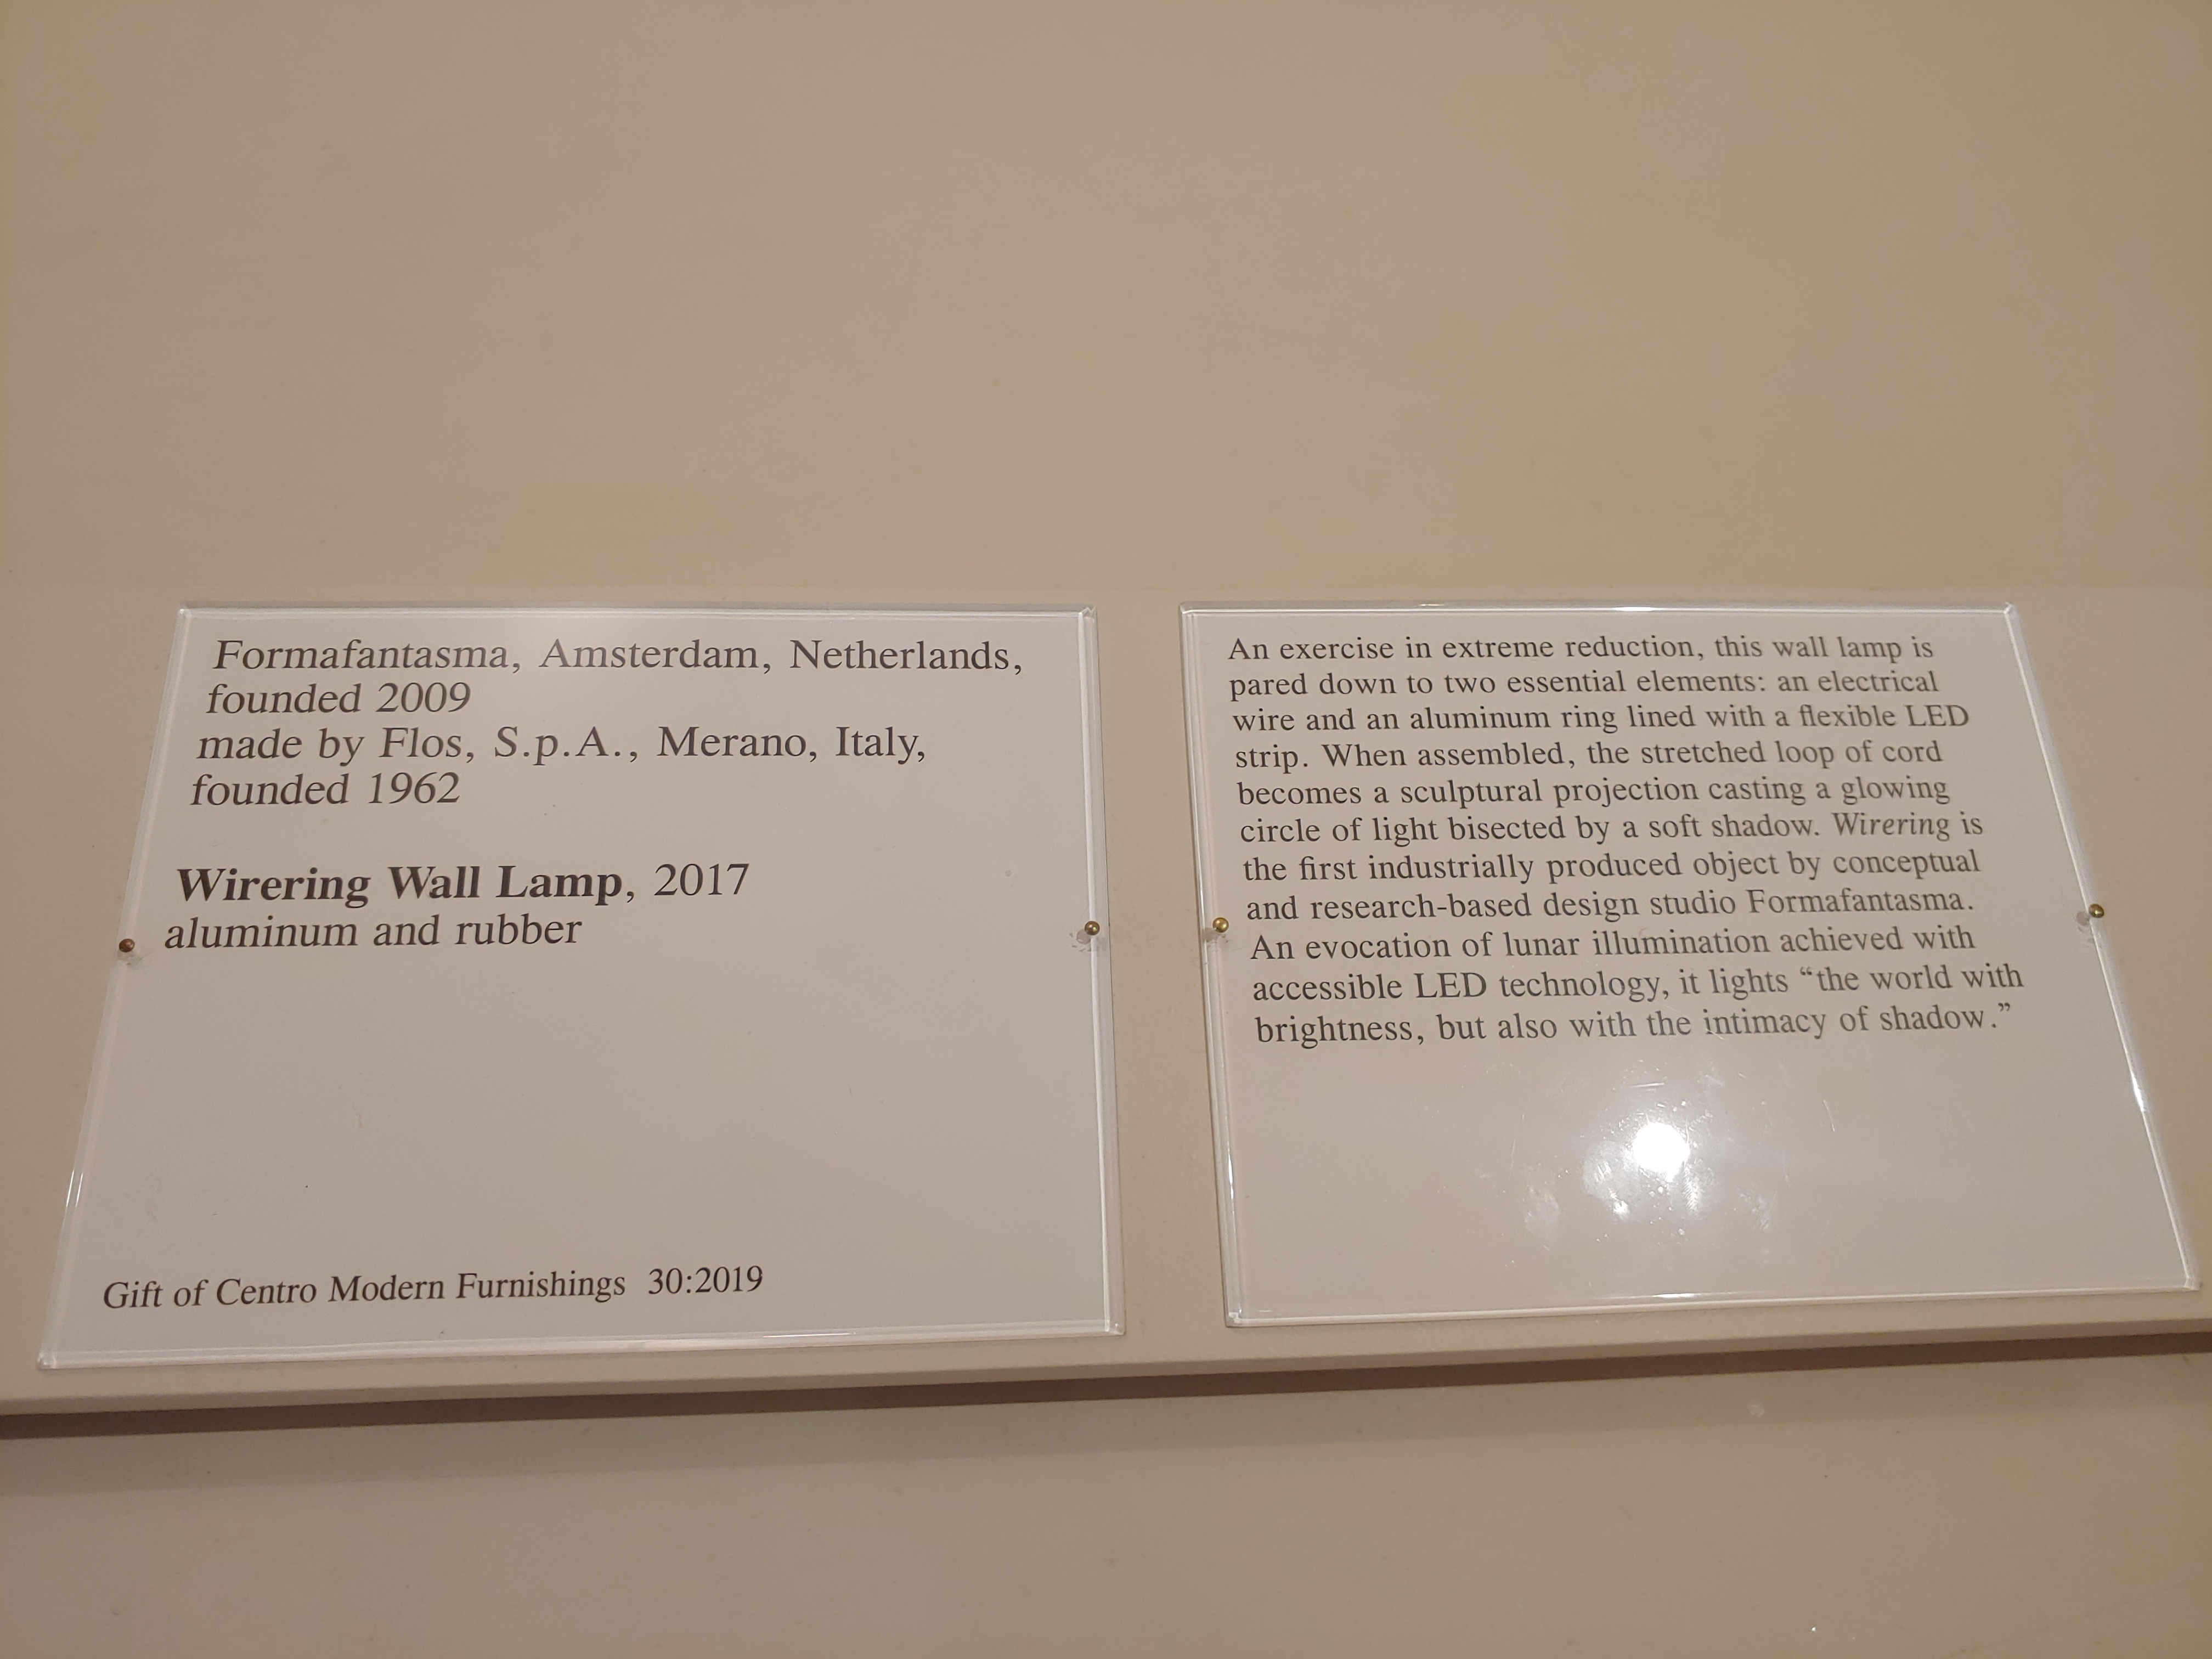 Formafantasma, Amsterdam, Netherlands,
founded 2009
made by Flos, S.p.A., Merano, Italy,
founded 1962
Wirering Wall Lamp, 2017
aluminum and rubber
Gift of Centro Modern Furnishings 30:2019
An exercise in extreme reduction, this wall lamp is
pared down to two essential elements: an electrical
wire and an aluminum ring lined with a flexible LED
strip. When assembled, the stretched loop of cord
becomes a sculptural projection casting a glowing
circle of light bisected by a soft shadow. Wirering is
the first industrially produced object by conceptual
and research-based design studio Formafantasma.
An evocation of lunar illumination achieved with
accessible LED technology, it lights “the world with
brightness, but also with the intimacy of shadow.”